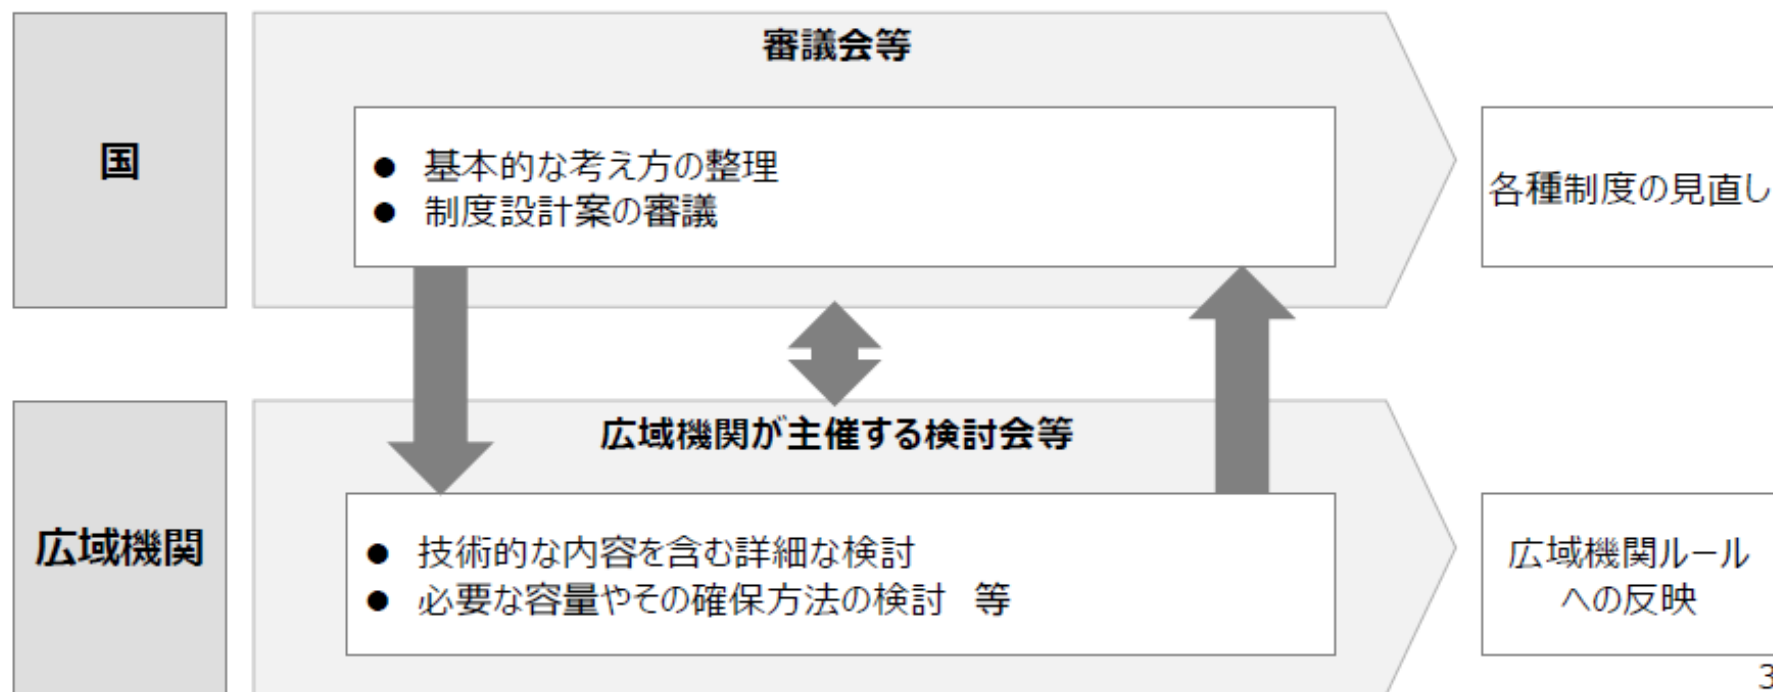 審議会等
国
● 基本的な考え方の整理
● 制度設計案の審議
各種制度の見直し
広域機関が主催する検討会等
広域機関
● 技術的な内容を含む詳細な検討
● 必要な容量やその確保方法の検討 等
広域機関ルール
への反映
3